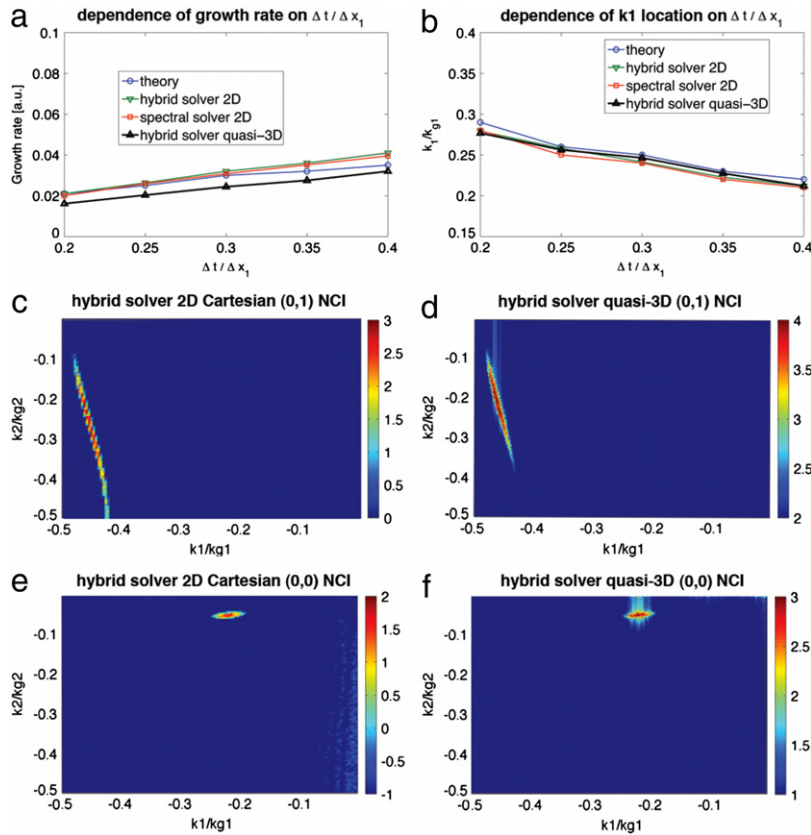 a
dependence of growth rate on Δ t / Δ x₁
0.1
0.08
0.06
0.04
0.02
0
Growth rate [a.u.]
theory
hybrid solver 2D
spectral solver 2D
hybrid solver quasi-3D
0.2 0.25 0.3 0.35 0.4
Δ t / Δ x₁
b
dependence of k1 location on Δ t / Δ x₁
0.4
0.35
0.3
0.25
0.2
0.15
k₁/k_g1
theory
hybrid solver 2D
spectral solver 2D
hybrid solver quasi-3D
0.2 0.25 0.3 0.35 0.4
Δ t / Δ x₁
c
hybrid solver 2D Cartesian (0,1) NCI
-0.1
-0.2
-0.3
-0.4
-0.5
k2/kg2
-0.5 -0.4 -0.3 -0.2 -0.1
k1/kg1
3
2.5
2
1.5
1
0.5
0
d
hybrid solver quasi-3D (0,1) NCI
-0.1
-0.2
-0.3
-0.4
-0.5
k2/kg2
-0.5 -0.4 -0.3 -0.2 -0.1
k1/kg1
4
3.5
3
2.5
2
e
hybrid solver 2D Cartesian (0,0) NCI
-0.1
-0.2
-0.3
-0.4
-0.5
k2/kg2
-0.5 -0.4 -0.3 -0.2 -0.1
k1/kg1
2
1.5
1
0.5
0
-0.5
-1
f
hybrid solver quasi-3D (0,0) NCI
-0.1
-0.2
-0.3
-0.4
-0.5
k2/kg2
-0.5 -0.4 -0.3 -0.2 -0.1
k1/kg1
3
2.5
2
1.5
1